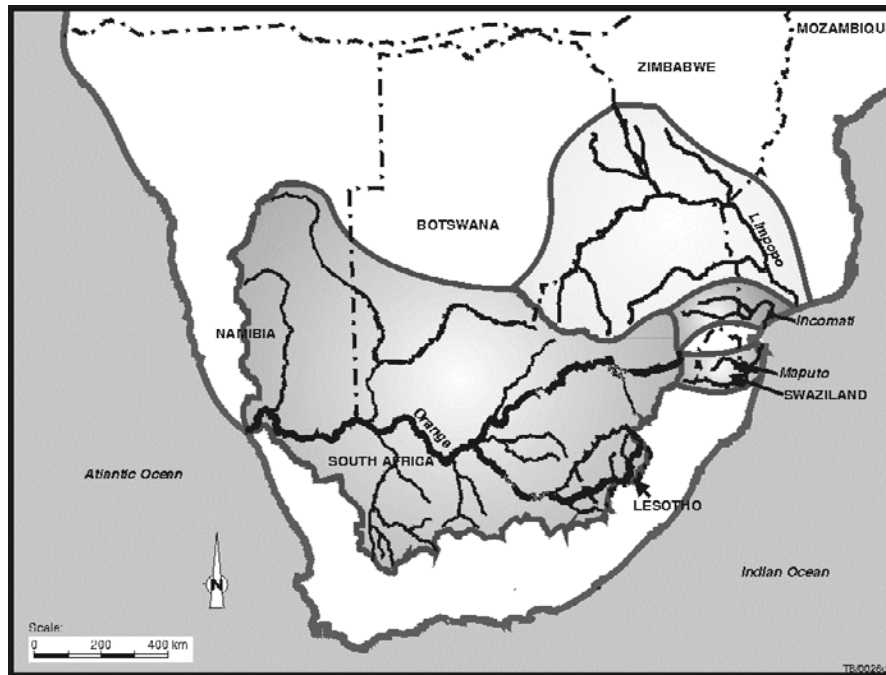 MOZAMBIQU
ZIMBABWE
BOTSWANA
Limpopo
NAMIBIA
Incomati
Maputo
SWAZILAND
Orange
SOUTH AFRICA
Atlantic Ocean
LESOTHO
Indian Ocean
N
Scale:
0 200 400 km